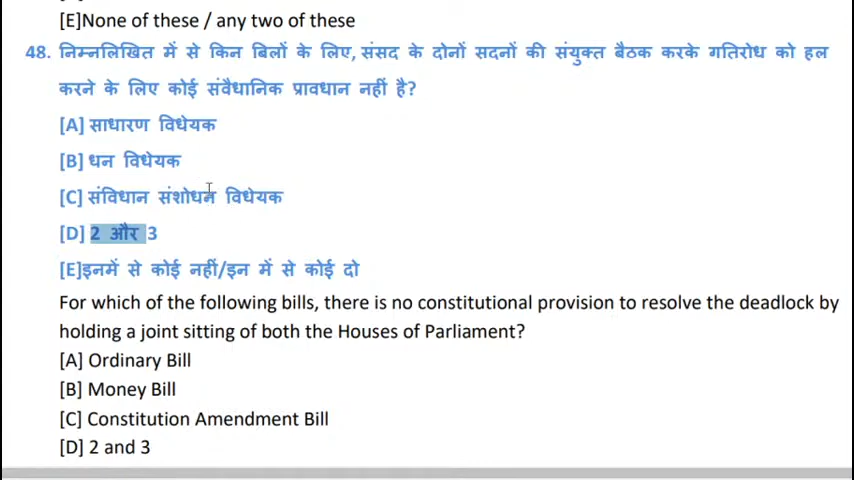 [E]None of these / any two of these
48. निम्नलिखित में से किन बिलों के लिए, संसद के दोनों सदनों की संयुक्त बैठक करके गतिरोध को हल
करने के लिए कोई संवैधानिक प्रावधान नहीं है?
[A] साधारण विधेयक
[B] धन विधेयक
[C] संविधान संशोधन विधेयक
[D] 2 और 3
[E]इनमें से कोई नहीं/इन में से कोई दो
For which of the following bills, there is no constitutional provision to resolve the deadlock by
holding a joint sitting of both the Houses of Parliament?
[A] Ordinary Bill
[B] Money Bill
[C] Constitution Amendment Bill
[D] 2 and 3